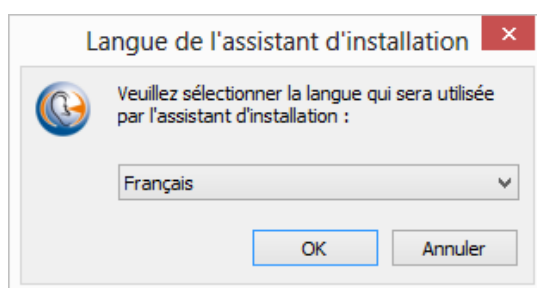 Langue de l'assistant d'installation
Veuillez sélectionner la langue qui sera utilisée
par l'assistant d'installation :
Français
OK Annuler